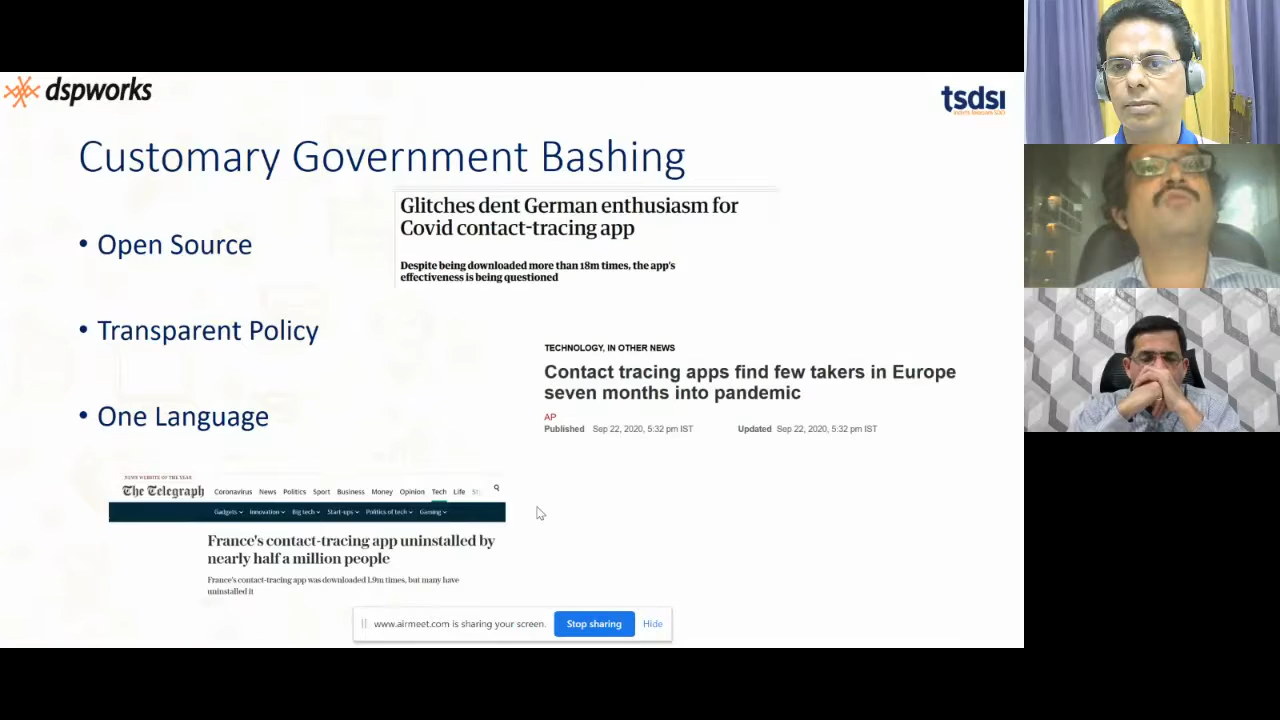 dspworks
tsdsi
Customary Government Bashing
Glitches dent German enthusiasm for
Covid contact-tracing app
• Open Source
Despite being downloaded more than 18m times, the app's
effectiveness is being questioned
• Transparent Policy
TECHNOLOGY, IN OTHER NEWS
Contact tracing apps find few takers in Europe
seven months into pandemic
• One Language
AP
Published Sep 22, 2020, 5:32 pm IST Updated Sep 22, 2020, 5:32 pm IST
NEWS WEBSITE OF THE YEAR
The Telegraph Coronavirus News Politics Sport Business Money Opinion Tech Life
Gadgets Innovation Big tech Start-ups Politics of tech Gaming
France's contact-tracing app uninstalled by
nearly half a million people
France's contact-tracing app was downloaded 1.9m times, but many have
uninstalled it
www.airmeet.com is sharing your screen. Stop sharing Hide